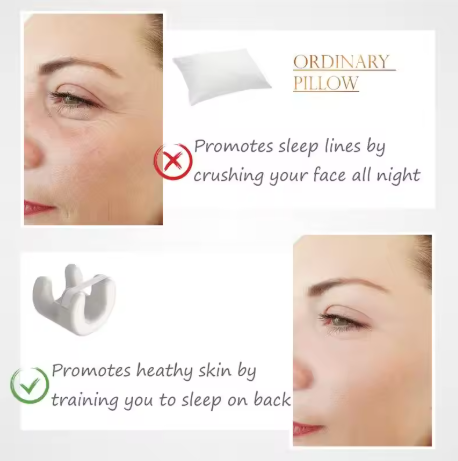 ORDINARY
PILLOW
Promotes sleep lines by
crushing your face all night
Promotes heathy skin by
training you to sleep on back